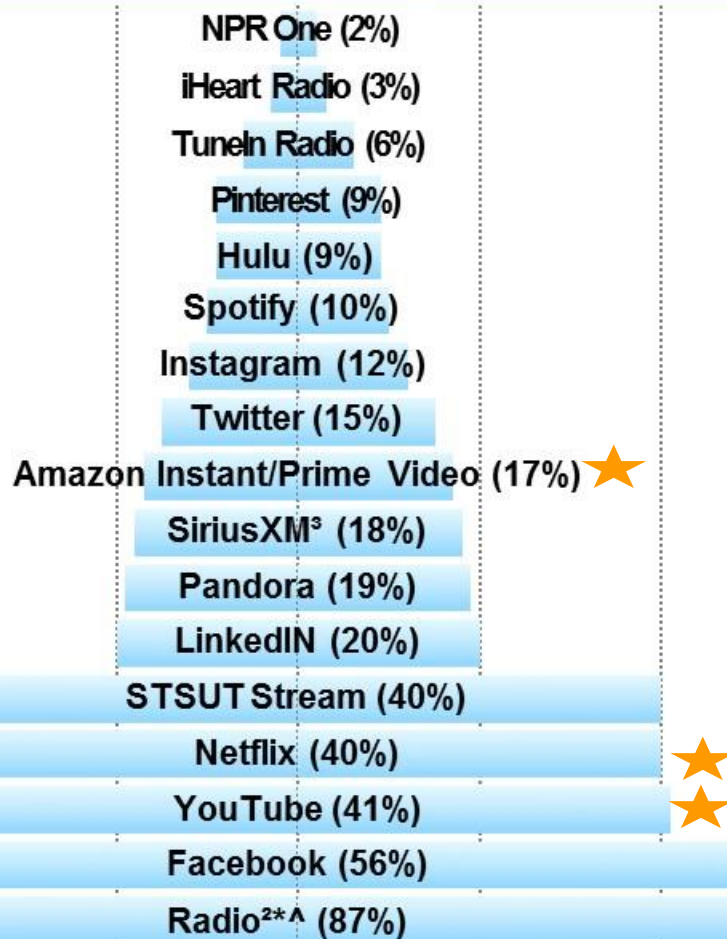 NPR One (2%)
iHeart Radio (3%)
TuneIn Radio (6%)
Pinterest (9%)
Hulu (9%)
Spotify (10%)
Instagram (12%)
Twitter (15%)
Amazon Instant/Prime Video (17%)
SiriusXM³ (18%)
Pandora (19%)
LinkedIN (20%)
STSUT Stream (40%)
Netflix (40%)
YouTube (41%)
Facebook (56%)
Radio²*^ (87%)